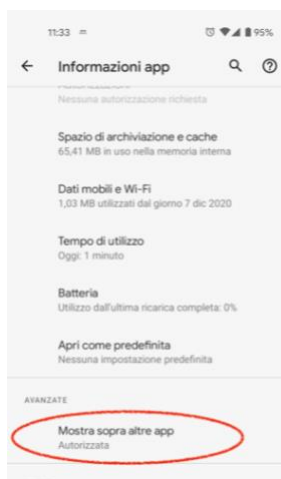 11:33
95%
Informazioni app
Nessuna autorizzazione richiesta
Spazio di archiviazione e cache
65,41 MB in uso nella memoria interna
Dati mobili e Wi-Fi
1,03 MB utilizzati dal giorno 7 dic 2020
Tempo di utilizzo
Oggi: 1 minuto
Batteria
Utilizzo dall'ultima ricarica completa: 0%
Apri come predefinita
Nessuna impostazione predefinita
AVANZATE
Mostra sopra altre app
Autorizzata